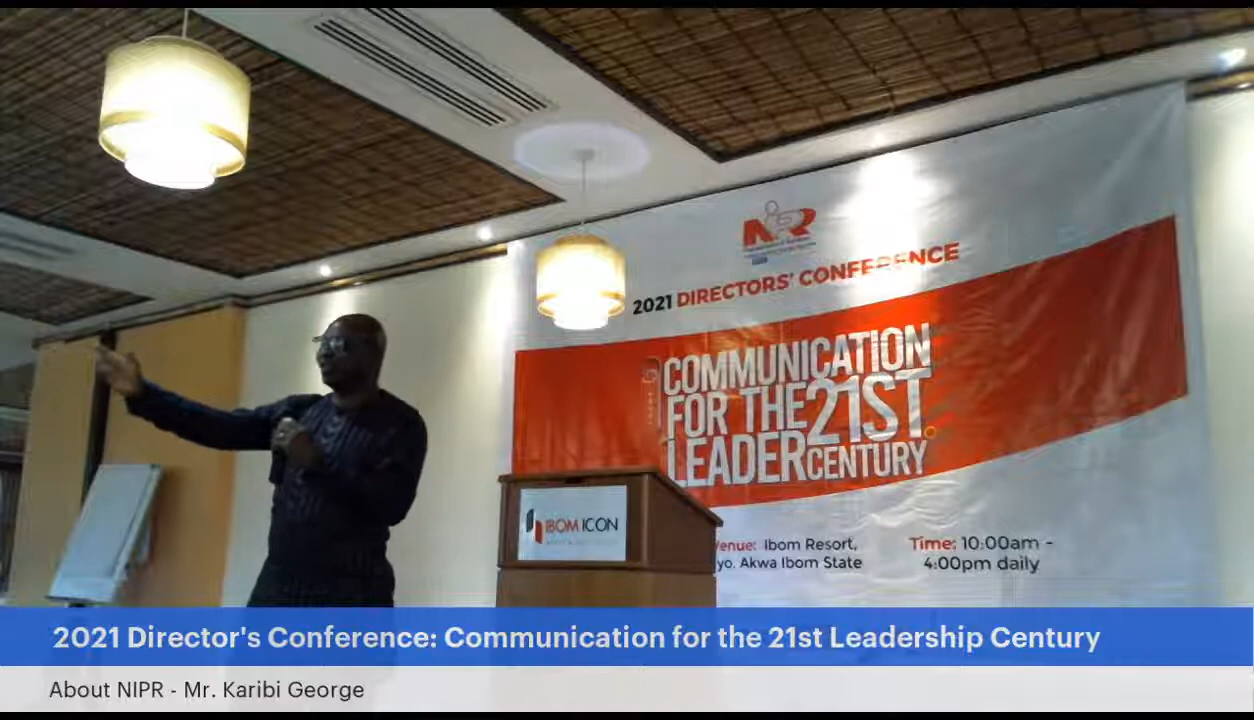 NIPR
2021 DIRECTORS' CONFERENCE
COMMUNICATION
FOR THE 21ST
LEADER CENTURY
IBOM ICON
Venue: Ibom Resort,
yo. Akwa Ibom State
Time: 10:00am -
4:00pm daily
2021 Director's Conference: Communication for the 21st Leadership Century
About NIPR - Mr. Karibi George